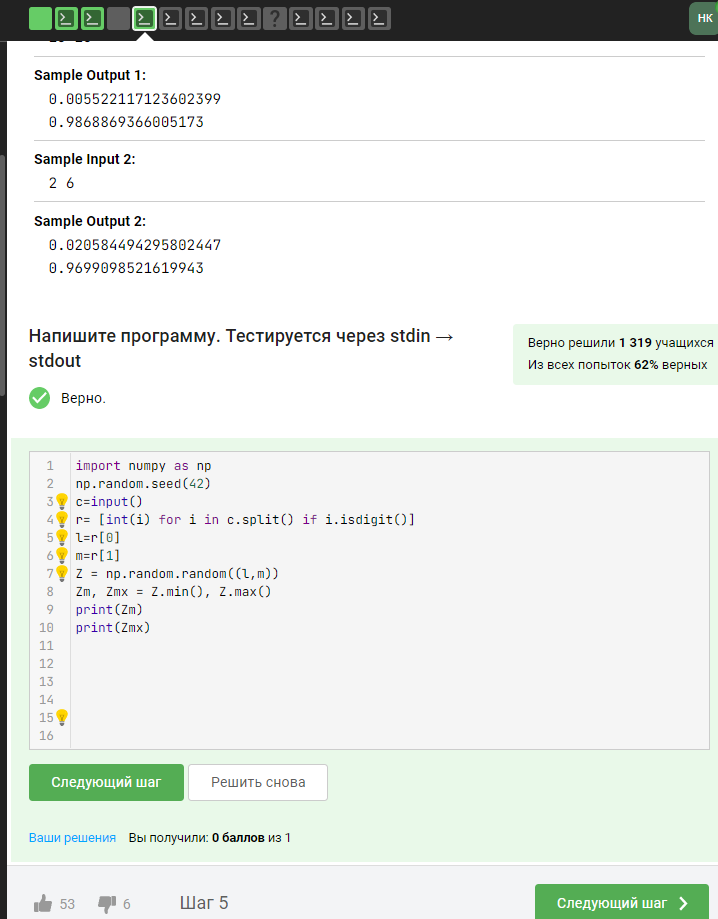 НК
Sample Output 1:
0.005522117123602399
0.9868869366005173
Sample Input 2:
2 6
Sample Output 2:
0.020584494295802447
0.9699098521619943
Напишите программу. Тестируется через stdin →
stdout
Верно решили 1 319 учащихся
Из всех попыток 62% верных
Верно.
1 import numpy as np
2 np.random.seed(42)
3 c=input()
4 r= [int(i) for i in c.split() if i.isdigit()]
5 l=r[0]
6 m=r[1]
7 Z = np.random.random((l,m))
8 Zm, Zmx = Z.min(), Z.max()
9 print(Zm)
10 print(Zmx)
11
12
13
14
15
16
Следующий шаг
Решить снова
Ваши решения Вы получили: 0 баллов из 1
53 6 Шаг 5 Следующий шаг